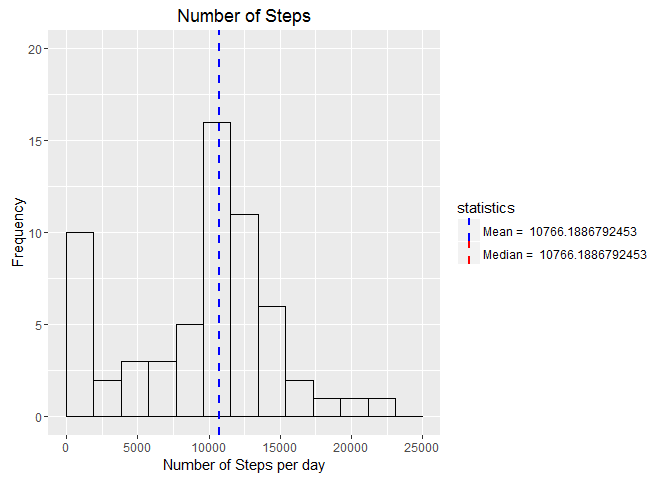 Number of Steps
20
15
10
5
0
Frequency
0 5000 10000 15000 20000 25000
Number of Steps per day
statistics
Mean = 10766.1886792453
Median = 10766.1886792453